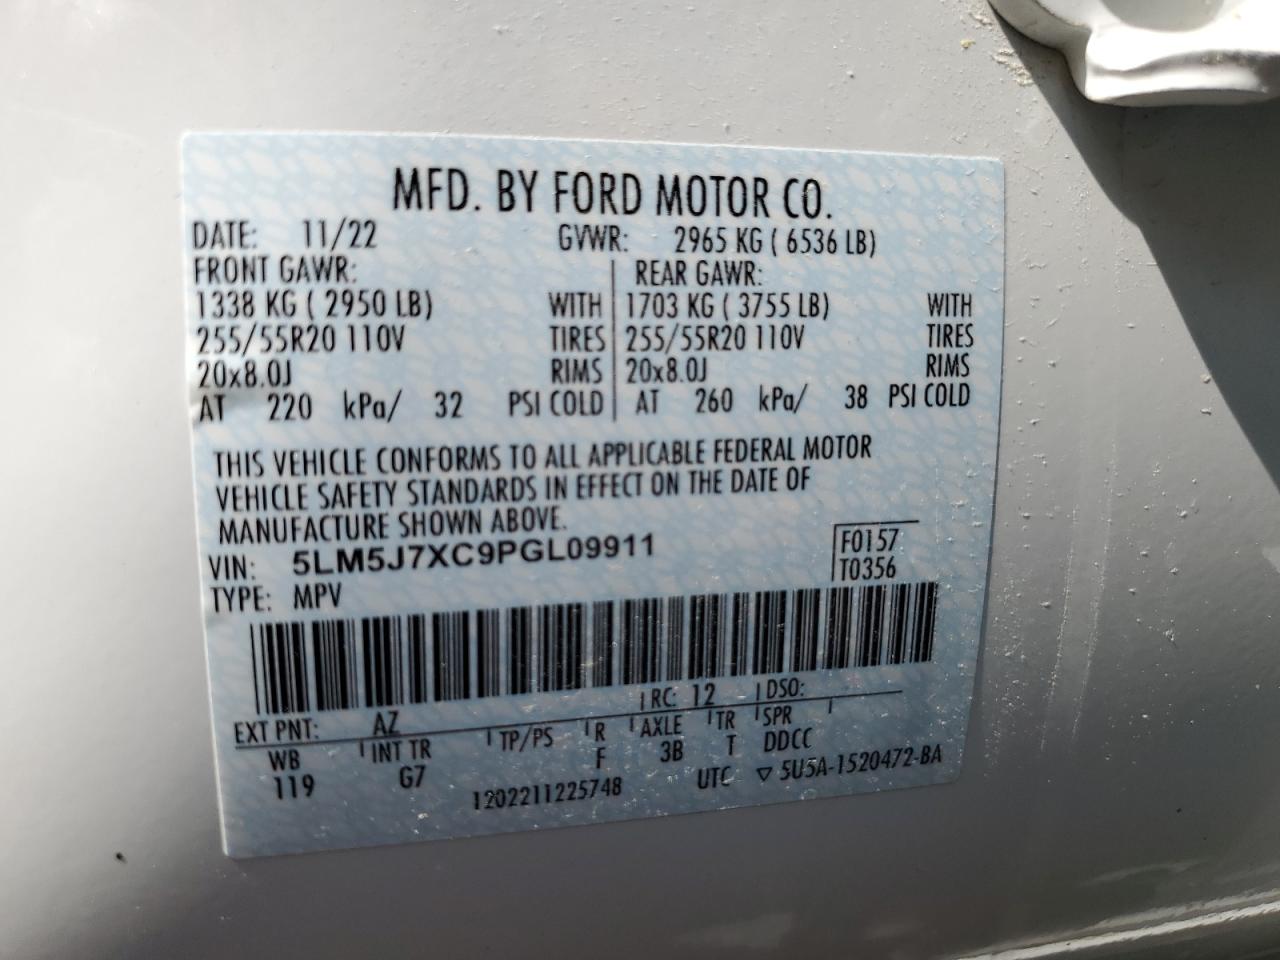 MFD. BY FORD MOTOR CO.
DATE: 11/22 GVWR: 2965 KG ( 6536 LB)
FRONT GAWR: REAR GAWR:
1338 KG ( 2950 LB) WITH 1703 KG ( 3755 LB) WITH
255/55R20 110V TIRES 255/55R20 110V TIRES
20x8.0J RIMS 20x8.0J RIMS
AT 220 kPa/ 32 PSI COLD AT 260 kPa/ 38 PSI COLD
THIS VEHICLE CONFORMS TO ALL APPLICABLE FEDERAL MOTOR
VEHICLE SAFETY STANDARDS IN EFFECT ON THE DATE OF
MANUFACTURE SHOWN ABOVE.
VIN: 5LM5J7XC9PGL09911 F0157
TYPE: MPV T0356
EXT PNT: AZ RC: 12 DSO:
WB INT TR TP/PS R AXLE TR SPR
119 G7 F 3B T DDCC
1202211225748 UTC ▽ 5U5A-1520472-BA